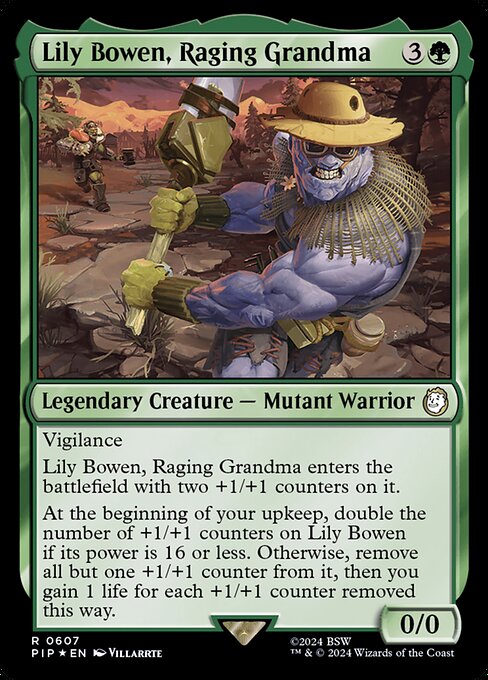 Lily Bowen, Raging Grandma 3
Legendary Creature — Mutant Warrior
Vigilance
Lily Bowen, Raging Grandma enters the
battlefield with two +1/+1 counters on it.
At the beginning of your upkeep, double the
number of +1/+1 counters on Lily Bowen
if its power is 16 or less. Otherwise, remove
all but one +1/+1 counter from it, then you
gain 1 life for each +1/+1 counter removed
this way.
0/0
R 0607
PIP ★ EN VILLARRTE
©2024 BSW
™ & © 2024 Wizards of the Coast